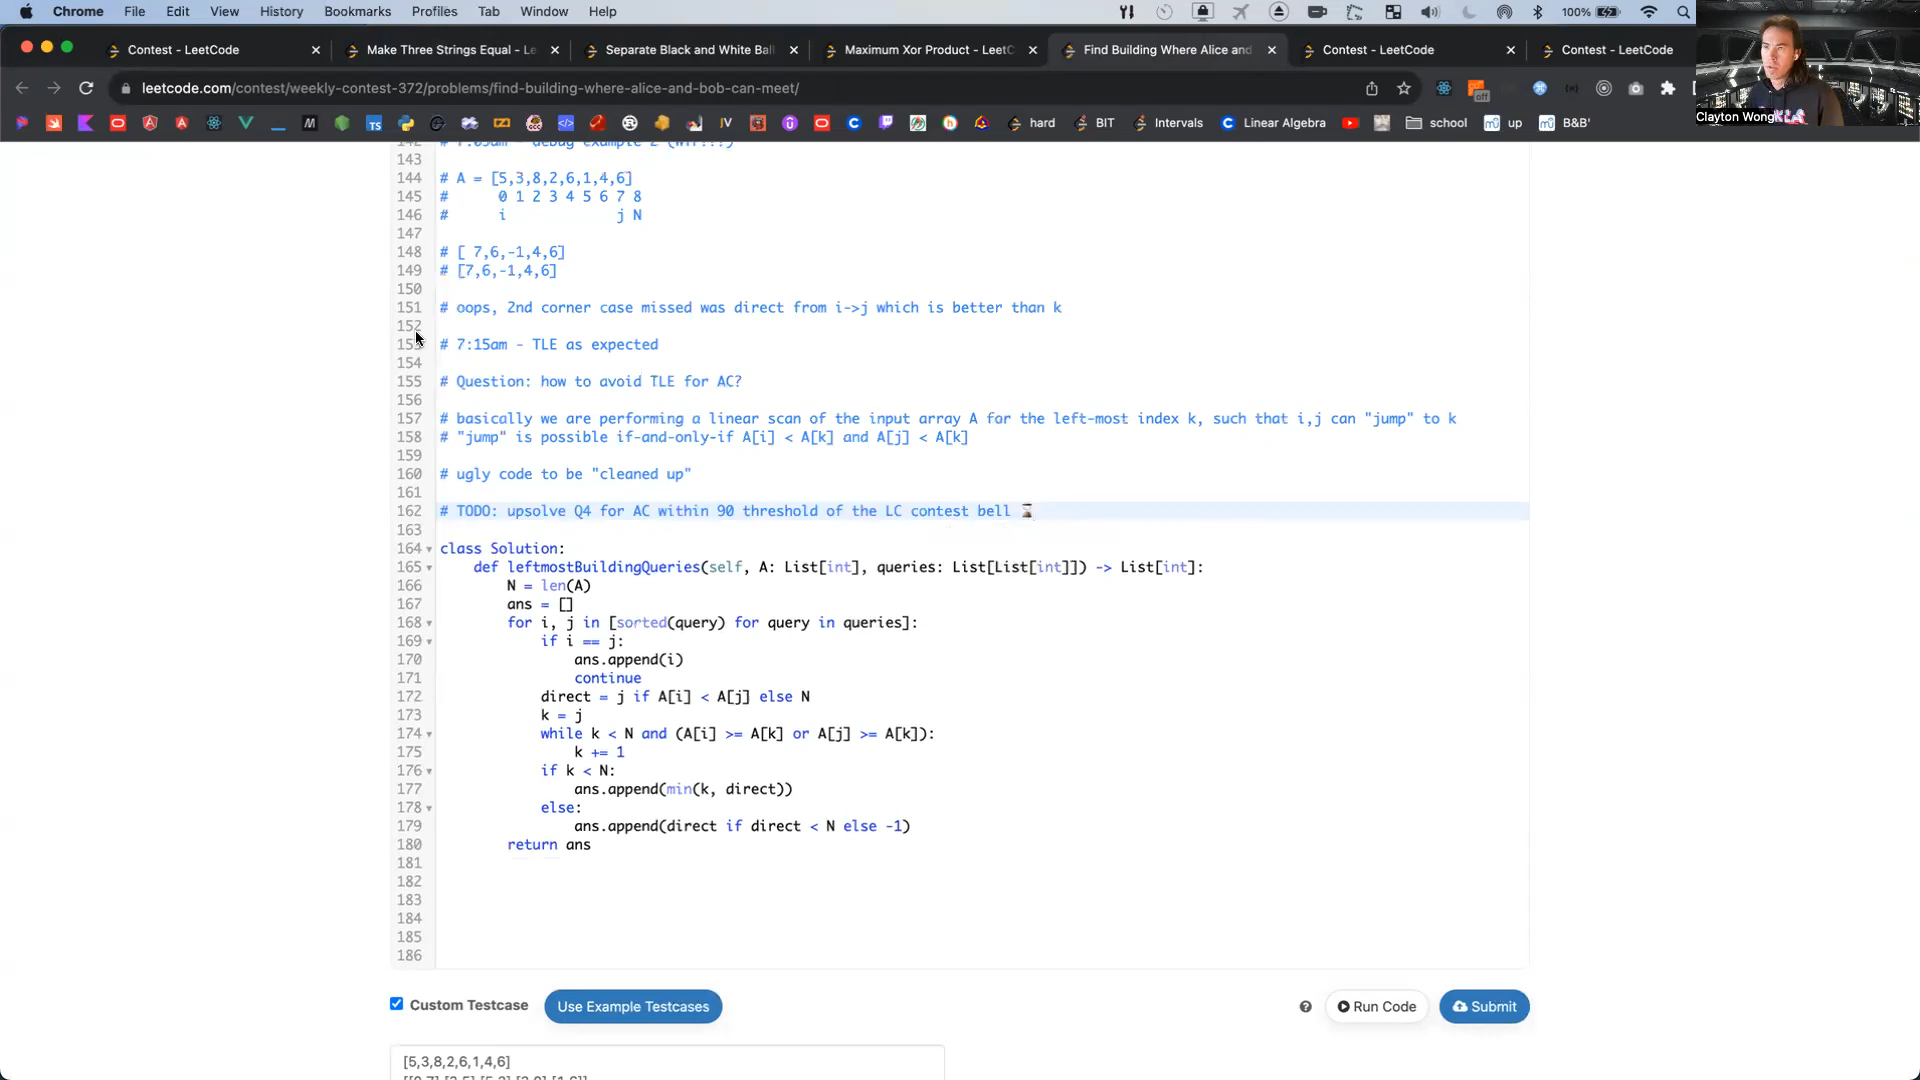 Chrome File Edit View History Bookmarks Profiles Tab Window Help 100%
Contest - LeetCode Make Three Strings Equal - Le Separate Black and White Ball Maximum Xor Product - LeetC Find Building Where Alice and Contest - LeetCode Contest - LeetCode
leetcode.com/contest/weekly-contest-372/problems/find-building-where-alice-and-bob-can-meet/
off
Clayton Wong
TS IV hard BIT Intervals Linear Algebra school up B&B'
143
144 # A = [5,3,8,2,6,1,4,6]
145 # 0 1 2 3 4 5 6 7 8
146 # i j N
147
148 # [ 7,6,-1,4,6]
149 # [7,6,-1,4,6]
150
151 # oops, 2nd corner case missed was direct from i->j which is better than k
152
153 # 7:15am - TLE as expected
154
155 # Question: how to avoid TLE for AC?
156
157 # basically we are performing a linear scan of the input array A for the left-most index k, such that i,j can "jump" to k
158 # "jump" is possible if-and-only-if A[i] < A[k] and A[j] < A[k]
159
160 # ugly code to be "cleaned up"
161
162 # TODO: upsolve Q4 for AC within 90 threshold of the LC contest bell ⌛
163
164 class Solution:
165 def leftmostBuildingQueries(self, A: List[int], queries: List[List[int]]) -> List[int]:
166 N = len(A)
167 ans = []
168 for i, j in [sorted(query) for query in queries]:
169 if i == j:
170 ans.append(i)
171 continue
172 direct = j if A[i] < A[j] else N
173 k = j
174 while k < N and (A[i] >= A[k] or A[j] >= A[k]):
175 k += 1
176 if k < N:
177 ans.append(min(k, direct))
178 else:
179 ans.append(direct if direct < N else -1)
180 return ans
181
182
183
184
185
186
Custom Testcase Use Example Testcases Run Code Submit
[5,3,8,2,6,1,4,6]